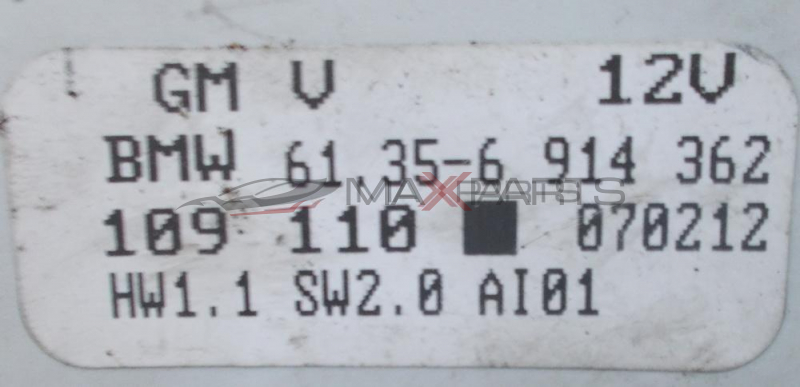 GM V 12V
BMW 61.35-6 914 362
MAXPARTS
109 110 ■ 070212
HW1.1 SW2.0 AI01